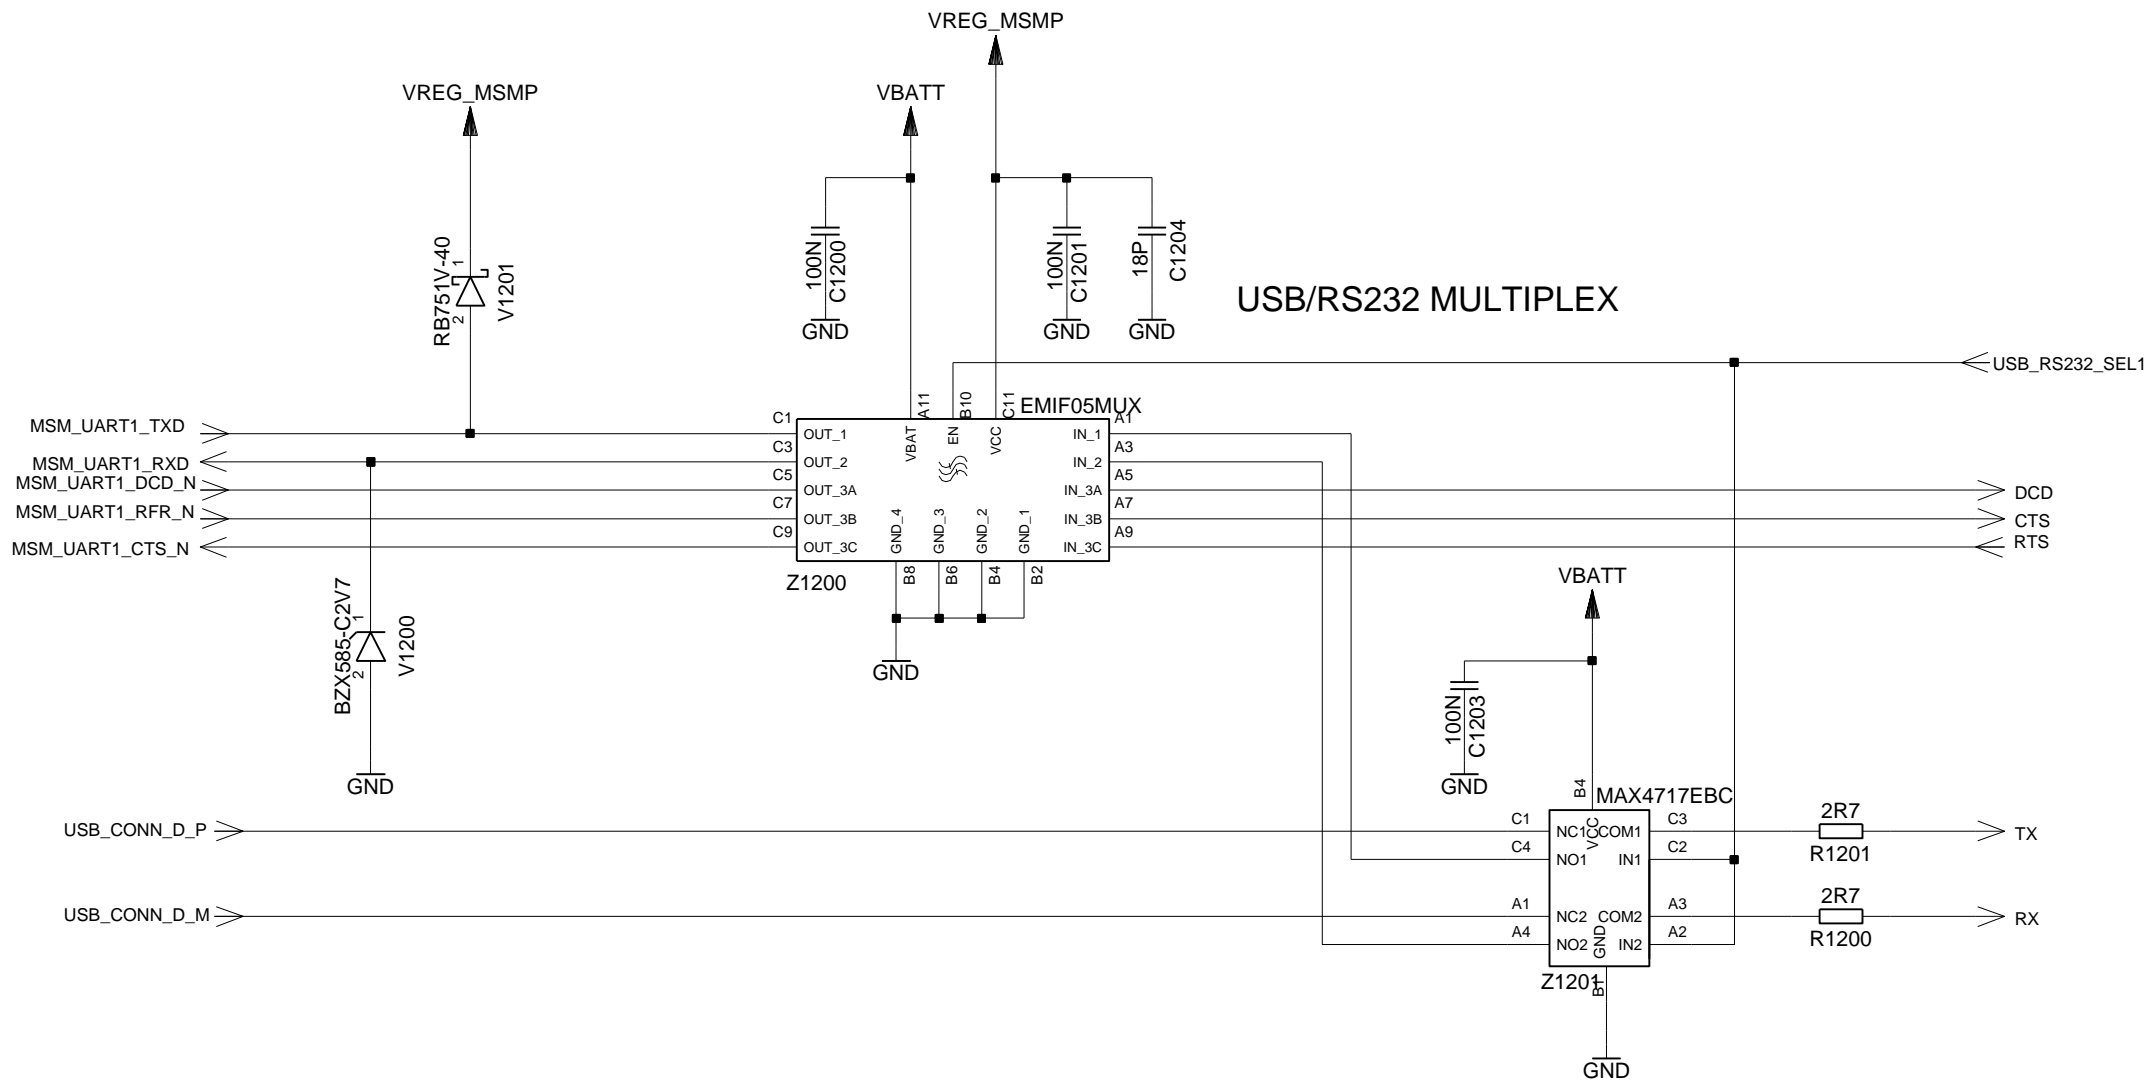 VREG_MSMP
VREG_MSMP
VBATT
RB751V-40
1
2
V1201
100N
C1200
GND
100N
C1201
GND
18P
C1204
GND
USB/RS232 MULTIPLEX
USB_RS232_SEL1
A11
B10
C11
EMIF05MUX
MSM_UART1_TXD
C1
OUT_1
VBAT
EN
VCC
IN_1
A1
MSM_UART1_RXD
C3
OUT_2
IN_2
A3
MSM_UART1_DCD_N
C5
OUT_3A
IN_3A
A5
DCD
MSM_UART1_RFR_N
C7
OUT_3B
IN_3B
A7
CTS
MSM_UART1_CTS_N
C9
OUT_3C
IN_3C
A9
RTS
GND_4
GND_3
GND_2
GND_1
Z1200
B8
B6
B4
B2
GND
BZX585-C2V7
1
2
V1200
GND
VBATT
100N
C1203
GND
B4
MAX4717EBC
USB_CONN_D_P
C1
NC1
VCC
COM1
C3
2R7
R1201
TX
C4
NO1
IN1
C2
USB_CONN_D_M
A1
NC2
COM2
A3
2R7
R1200
RX
A4
NO2
GND
IN2
A2
Z1201
B1
GND